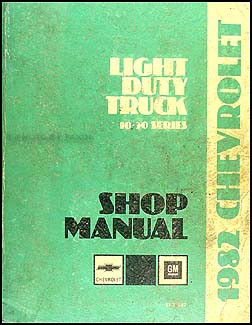 LIGHT
DUTY
TRUCK
10-30 SERIES
SHOP
MANUAL
CHEVROLET
GM
1982 CHEVROLET